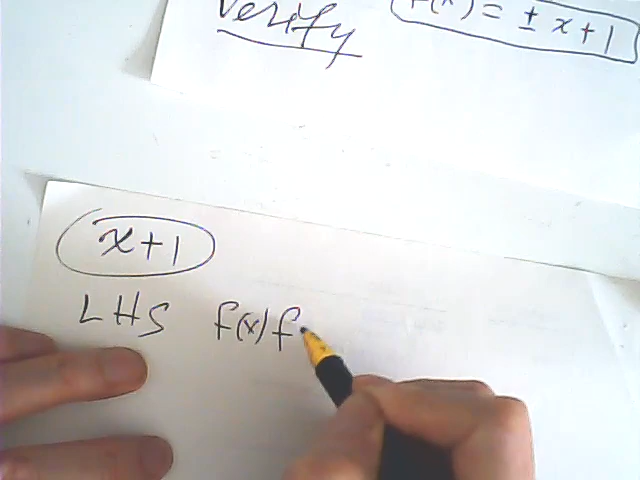 Verify f(x) = ± x + 1
x+1
LHS f(x) f